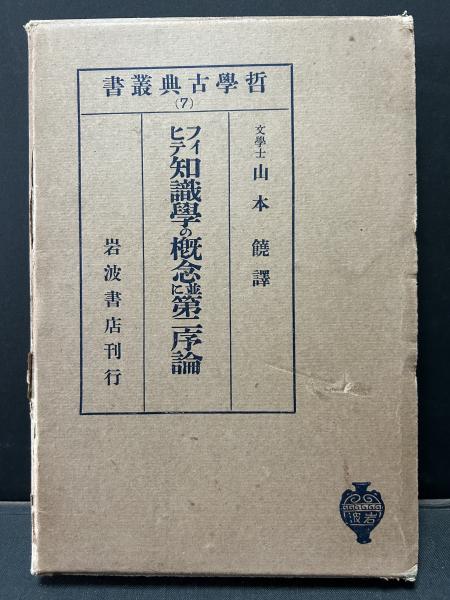 哲學古典叢書
(7)
文學士 山本饒譯
フィヒテ 知識學の概念並に第二序論
岩波書店刊行
岩波